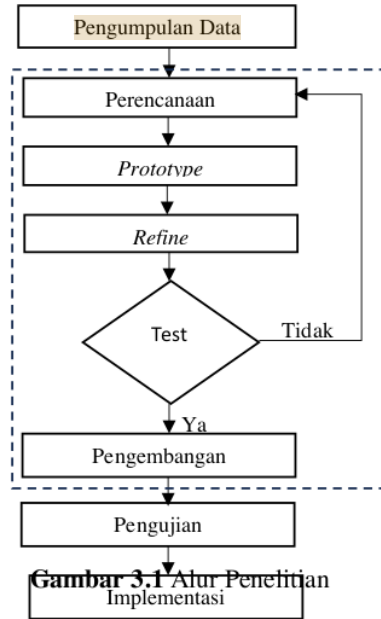 Pengumpulan Data
Perencanaan
Prototype
Refine
Test
Tidak
Ya
Pengembangan
Pengujian
Gambar 3.1 Alur Penelitian
Implementasi